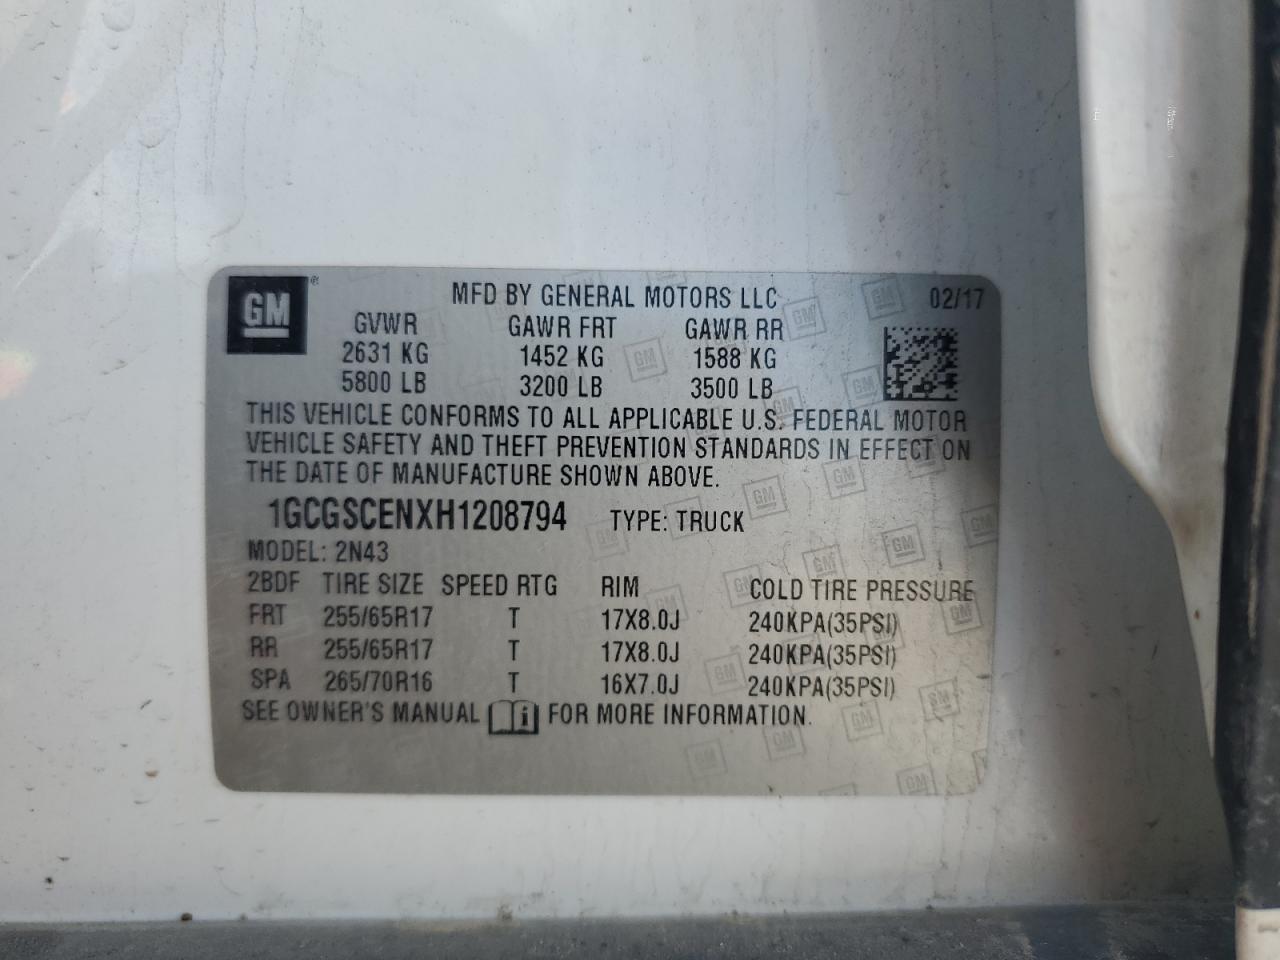 GM ®
MFD BY GENERAL MOTORS LLC 02/17
GVWR GAWR FRT GAWR RR
2631 KG 1452 KG 1588 KG
5800 LB 3200 LB 3500 LB
THIS VEHICLE CONFORMS TO ALL APPLICABLE U.S. FEDERAL MOTOR
VEHICLE SAFETY AND THEFT PREVENTION STANDARDS IN EFFECT ON
THE DATE OF MANUFACTURE SHOWN ABOVE.
1GCGSCENXH1208794 TYPE: TRUCK
MODEL: 2N43
2BDF TIRE SIZE SPEED RTG RIM COLD TIRE PRESSURE
FRT 255/65R17 T 17X8.0J 240KPA(35PSI)
RR 255/65R17 T 17X8.0J 240KPA(35PSI)
SPA 265/70R16 T 16X7.0J 240KPA(35PSI)
SEE OWNER'S MANUAL i FOR MORE INFORMATION.